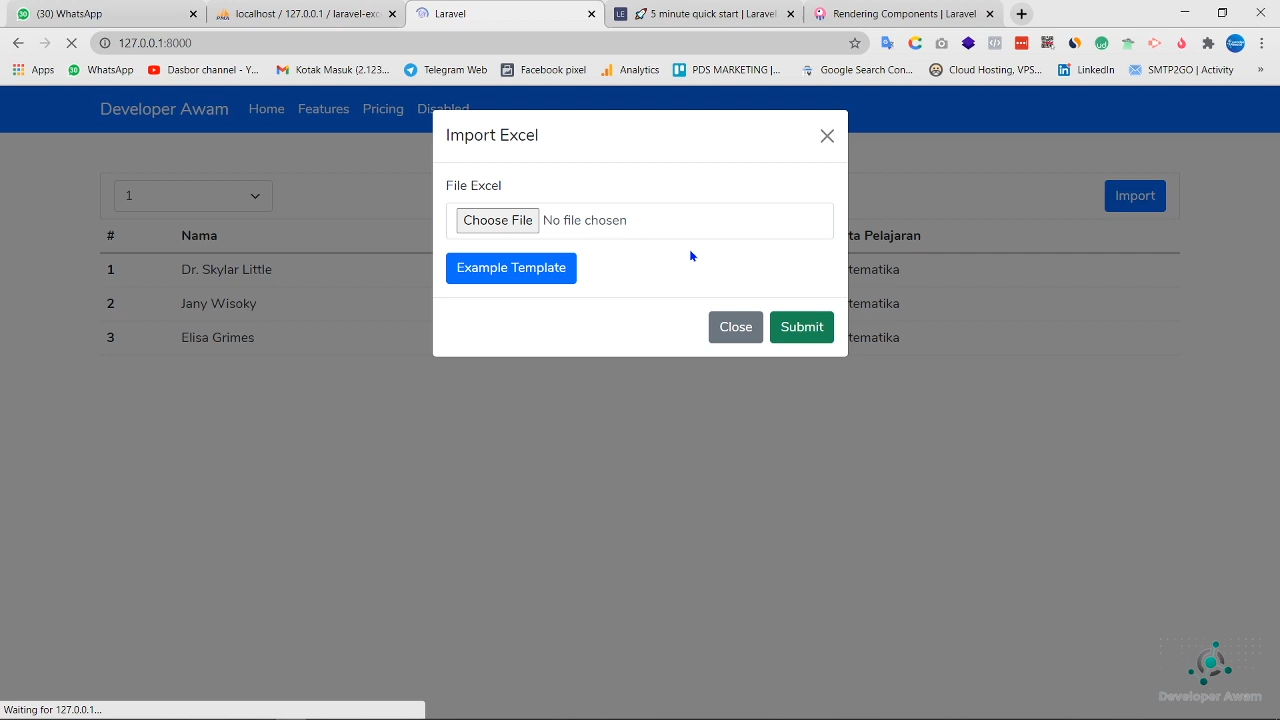 (30) WhatsApp
localhost / 127.0.0.1 / laravel-exc
Laravel
5 minute quick start | Laravel
Rendering Components | Laravel
127.0.0.1:8000
Apps
WhatsApp
Dasbor channel - Y...
Kotak Masuk (2.123...
Telegram Web
Facebook pixel
Analytics
PDS MARKETING |...
Google Search Con...
Cloud Hosting, VPS...
LinkedIn
SMTP2GO | Activity
»
Developer Awam
Home
Features
Pricing
Disabled
Import Excel
File Excel
Choose File No file chosen
Example Template
Close
Submit
1
Import
# Nama ta Pelajaran
1 Dr. Skylar Little tematika
2 Jany Wisoky tematika
3 Elisa Grimes tematika
Developer Awam
Waiting for 127.0.0.1...